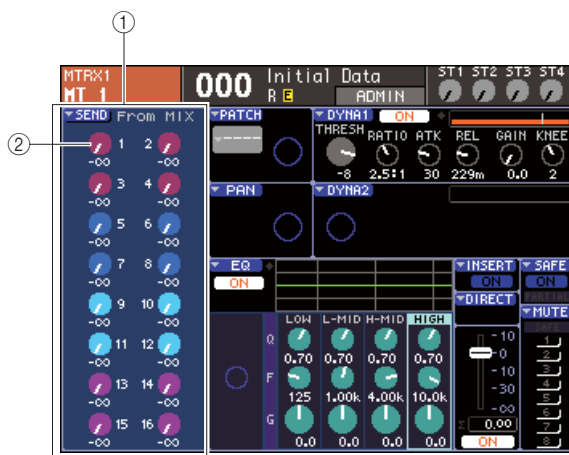 ①
②
MTRX1
MT 1
000
Initial Data
R E
ADMIN
ST1 ST2 ST3 ST4
SEND From MIX
1 2
-∞ -∞
3 4
-∞ -∞
5 6
-∞ -∞
7 8
-∞ -∞
9 10
-∞ -∞
11 12
-∞ -∞
13 14
-∞ -∞
15 16
-∞ -∞
PATCH
-----
DYNA1 ON
THRESH RATIO ATK REL GAIN KNEE
-8 2.5:1 30 229m 0.0 2
PAN
DYNA2
EQ
ON
LOW L-MID H-MID HIGH
Q
0.70 0.70 0.70 0.70
F
125 1.00k 4.00k 10.0k
G
0.0 0.0 0.0 0.0
INSERT
ON
DIRECT
10
0
-10
-30
-∞
Σ 0.00
ON
SAFE
ON
PARTIAL
MUTE
SAFE
1
2
3
4
5
6
7
8